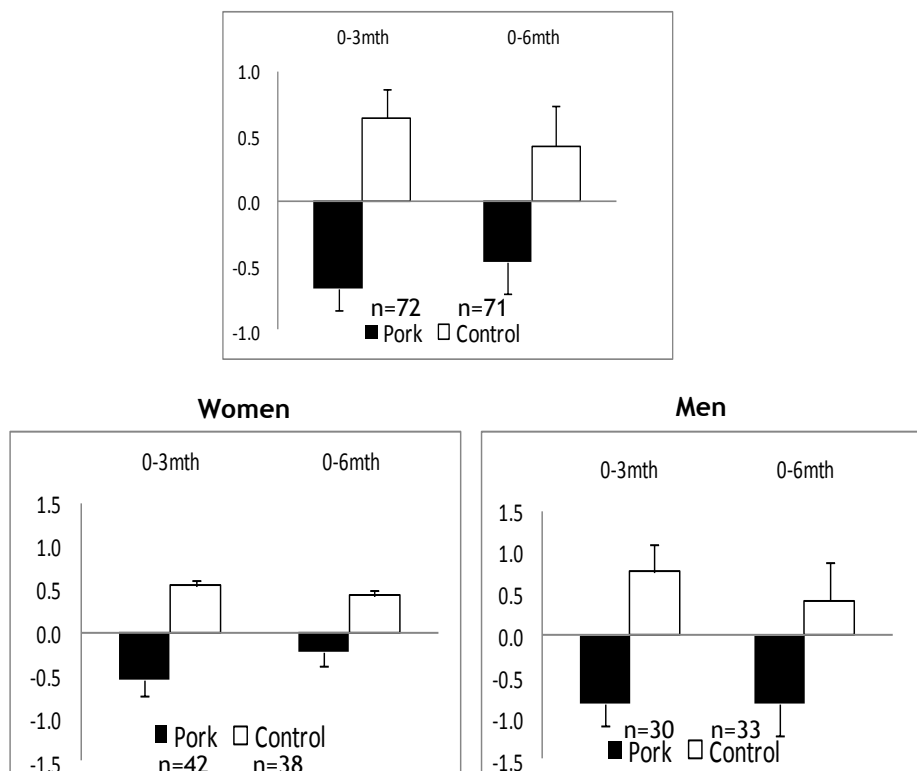 0-3mth 0-6mth
1.0
0.5
0.0
-0.5
n=72 n=71
-1.0
■ Pork □ Control
Women
0-3mth 0-6mth
1.5
1.0
0.5
0.0
-0.5
-1.0
■ Pork □ Control
-1.5
n=42 n=38
Men
0-3mth 0-6mth
1.5
1.0
0.5
0.0
-0.5
-1.0
n=30 n=33
■ Pork □ Control
-1.5